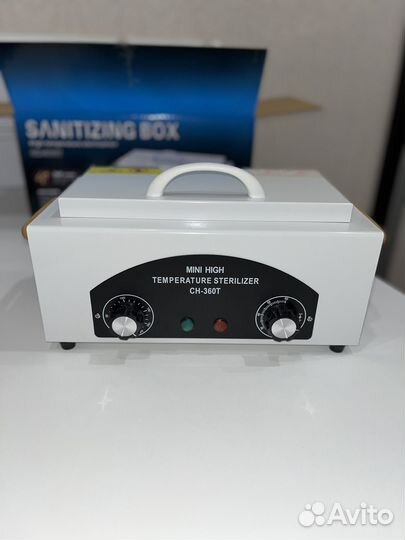 SANITIZING BOX
MINI HIGH
TEMPERATURE STERILIZER
CH-360T
Avito